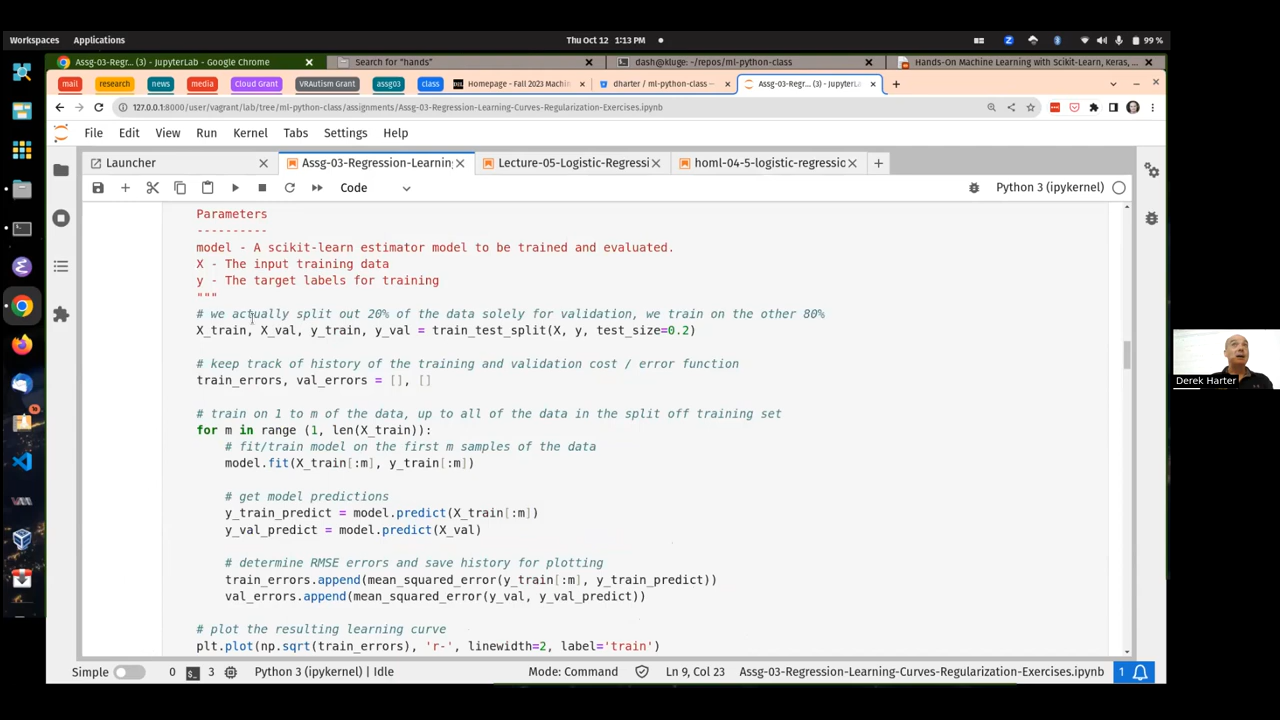 Workspaces Applications Thu Oct 12 1:13 PM 99 %
Assg-03-Regr... (3) - JupyterLab - Google Chrome Search for "hands" dash@kluge: ~/repos/ml-python-class Hands-On Machine Learning with Scikit-Learn, Keras,
mail research news media Cloud Grant VRAutism Grant assg03 class Homepage - Fall 2023 Machin dharter / ml-python-class — Assg-03-Regr... (3) - JupyterLa
127.0.0.1:8000/user/vagrant/lab/tree/ml-python-class/assignments/Assg-03-Regression-Learning-Curves-Regularization-Exercises.ipynb
File Edit View Run Kernel Tabs Settings Help
Launcher Assg-03-Regression-Learning Lecture-05-Logistic-Regressi homl-04-5-logistic-regressic
Code Python 3 (ipykernel)
Parameters
----------
model - A scikit-learn estimator model to be trained and evaluated.
X - The input training data
y - The target labels for training
"""
# we actually split out 20% of the data solely for validation, we train on the other 80%
X_train, X_val, y_train, y_val = train_test_split(X, y, test_size=0.2)
# keep track of history of the training and validation cost / error function
train_errors, val_errors = [], []
# train on 1 to m of the data, up to all of the data in the split off training set
for m in range (1, len(X_train)):
# fit/train model on the first m samples of the data
model.fit(X_train[:m], y_train[:m])
# get model predictions
y_train_predict = model.predict(X_train[:m])
y_val_predict = model.predict(X_val)
# determine RMSE errors and save history for plotting
train_errors.append(mean_squared_error(y_train[:m], y_train_predict))
val_errors.append(mean_squared_error(y_val, y_val_predict))
# plot the resulting learning curve
plt.plot(np.sqrt(train_errors), 'r-', linewidth=2, label='train')
Derek Harter
Simple 0 3 Python 3 (ipykernel) | Idle Mode: Command Ln 9, Col 23 Assg-03-Regression-Learning-Curves-Regularization-Exercises.ipynb 1